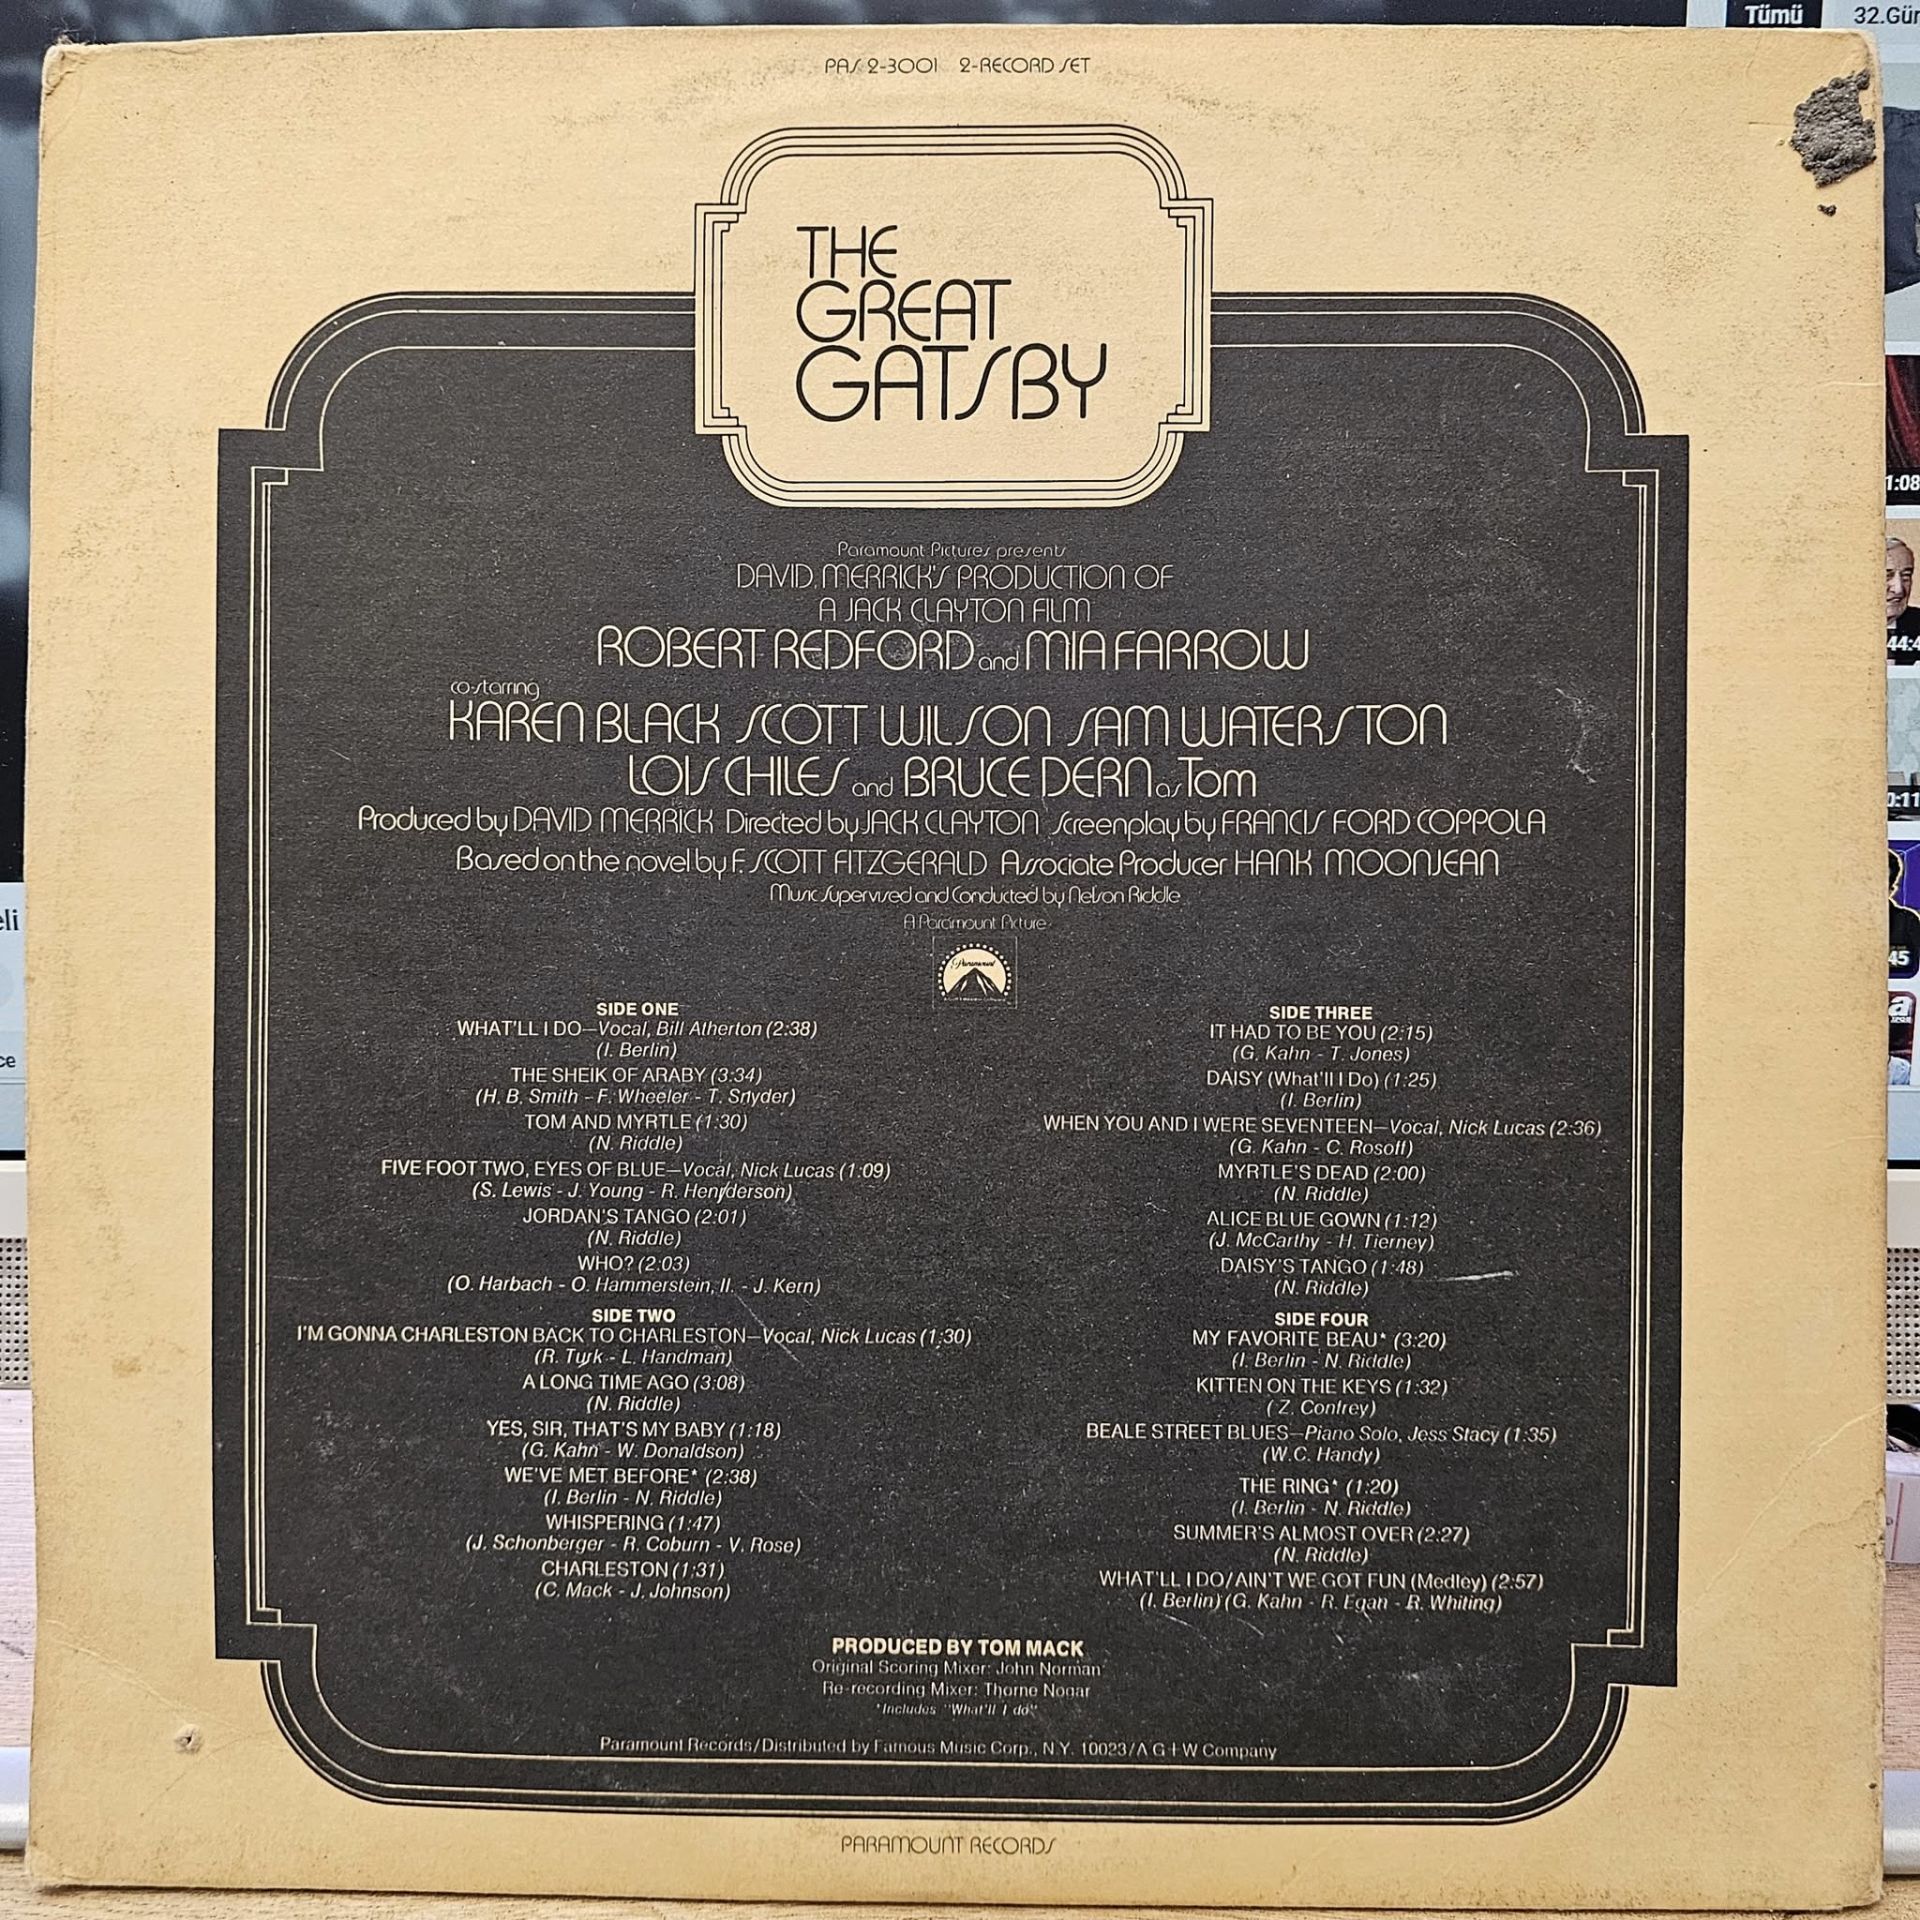 Tümü
32.Gün
PAS 2-3001 2-RECORD SET
THE
GREAT
GATSBY
Paramount Pictures presents
DAVID MERRICK'S PRODUCTION OF
A JACK CLAYTON FILM
ROBERT REDFORD and MIA FARROW
co-starring
KAREN BLACK SCOTT WILSON SAM WATERSTON
LOIS CHILES and BRUCE DERN as Tom
Produced by DAVID MERRICK Directed by JACK CLAYTON Screenplay by FRANCIS FORD COPPOLA
Based on the novel by F. SCOTT FITZGERALD Associate Producer HANK MOONJEAN
Music Supervised and Conducted by Nelson Riddle
A Paramount Picture
Paramount
SIDE ONE
WHAT'LL I DO—Vocal, Bill Atherton (2:38)
(I. Berlin)
THE SHEIK OF ARABY (3:34)
(H. B. Smith - F. Wheeler - T. Snyder)
TOM AND MYRTLE (1:30)
(N. Riddle)
FIVE FOOT TWO, EYES OF BLUE—Vocal, Nick Lucas (1:09)
(S. Lewis - J. Young - R. Henderson)
JORDAN'S TANGO (2:01)
(N. Riddle)
WHO? (2:03)
(O. Harbach - O. Hammerstein, II. - J. Kern)
SIDE TWO
I'M GONNA CHARLESTON BACK TO CHARLESTON—Vocal, Nick Lucas (1:30)
(R. Turk - L. Handman)
A LONG TIME AGO (3:08)
(N. Riddle)
YES, SIR, THAT'S MY BABY (1:18)
(G. Kahn - W. Donaldson)
WE'VE MET BEFORE* (2:38)
(I. Berlin - N. Riddle)
WHISPERING (1:47)
(J. Schonberger - R. Coburn - V. Rose)
CHARLESTON (1:31)
(C. Mack - J. Johnson)
SIDE THREE
IT HAD TO BE YOU (2:15)
(G. Kahn - T. Jones)
DAISY (What'll I Do) (1:25)
(I. Berlin)
WHEN YOU AND I WERE SEVENTEEN—Vocal, Nick Lucas (2:36)
(G. Kahn - C. Rosoff)
MYRTLE'S DEAD (2:00)
(N. Riddle)
ALICE BLUE GOWN (1:12)
(J. McCarthy - H. Tierney)
DAISY'S TANGO (1:48)
(N. Riddle)
SIDE FOUR
MY FAVORITE BEAU* (3:20)
(I. Berlin - N. Riddle)
KITTEN ON THE KEYS (1:32)
(Z. Confrey)
BEALE STREET BLUES—Piano Solo, Jess Stacy (1:35)
(W.C. Handy)
THE RING* (1:20)
(I. Berlin - N. Riddle)
SUMMER'S ALMOST OVER (2:27)
(N. Riddle)
WHAT'LL I DO/AIN'T WE GOT FUN (Medley) (2:57)
(I. Berlin) (G. Kahn - R. Egan - R. Whiting)
PRODUCED BY TOM MACK
Original Scoring Mixer: John Norman
Re-recording Mixer: Thorne Nogar
*Includes "What'll I do"
Paramount Records/Distributed by Famous Music Corp., N.Y. 10023/A G+W Company
PARAMOUNT RECORDS